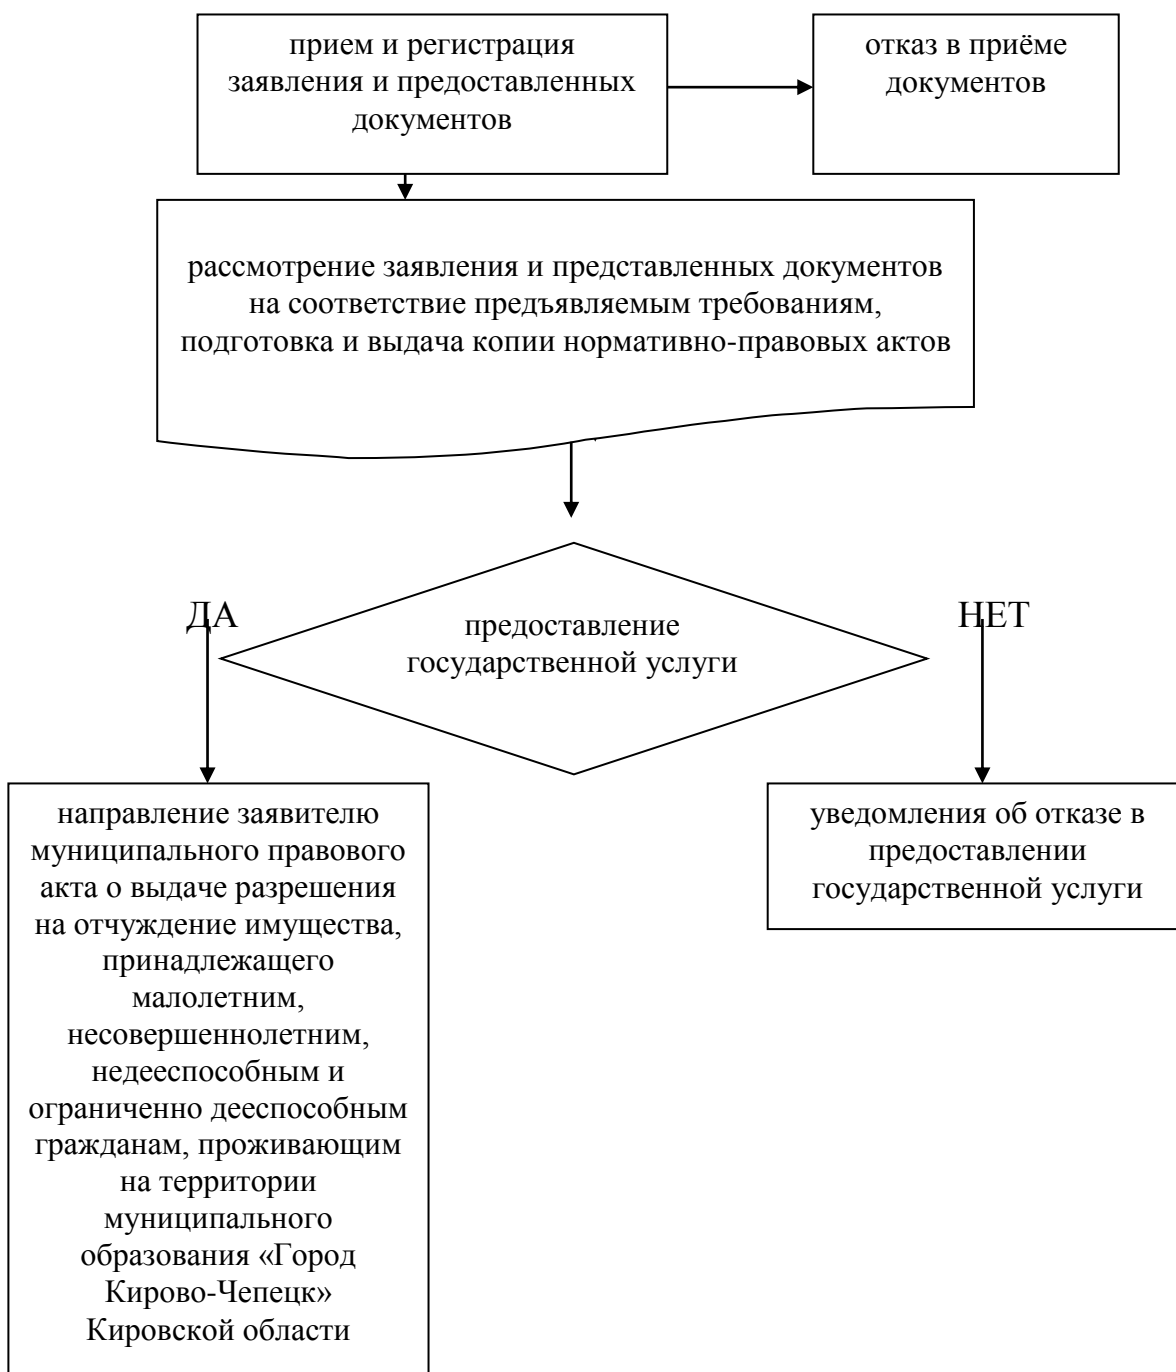 прием и регистрация
заявления и предоставленных
документов
отказ в приёме
документов
рассмотрение заявления и представленных документов
на соответствие предъявляемым требованиям,
подготовка и выдача копии нормативно-правовых актов
ДА
НЕТ
предоставление
государственной услуги
направление заявителю
муниципального правового
акта о выдаче разрешения
на отчуждение имущества,
принадлежащего
малолетним,
несовершеннолетним,
недееспособным и
ограниченно дееспособным
гражданам, проживающим
на территории
муниципального
образования «Город
Кирово-Чепецк»
Кировской области
уведомления об отказе в
предоставлении
государственной услуги